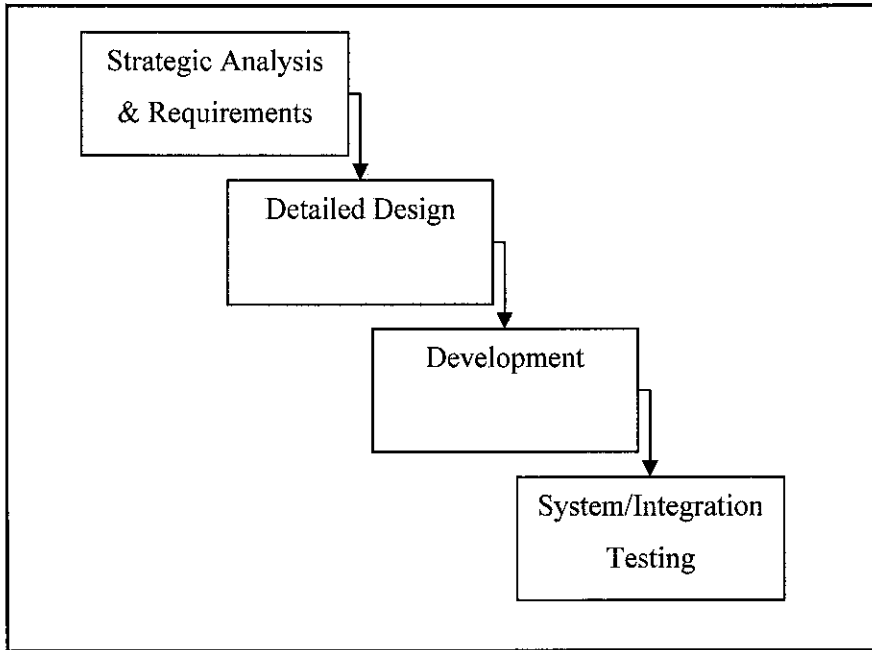 Strategic Analysis
& Requirements
Detailed Design
Development
System/Integration
Testing